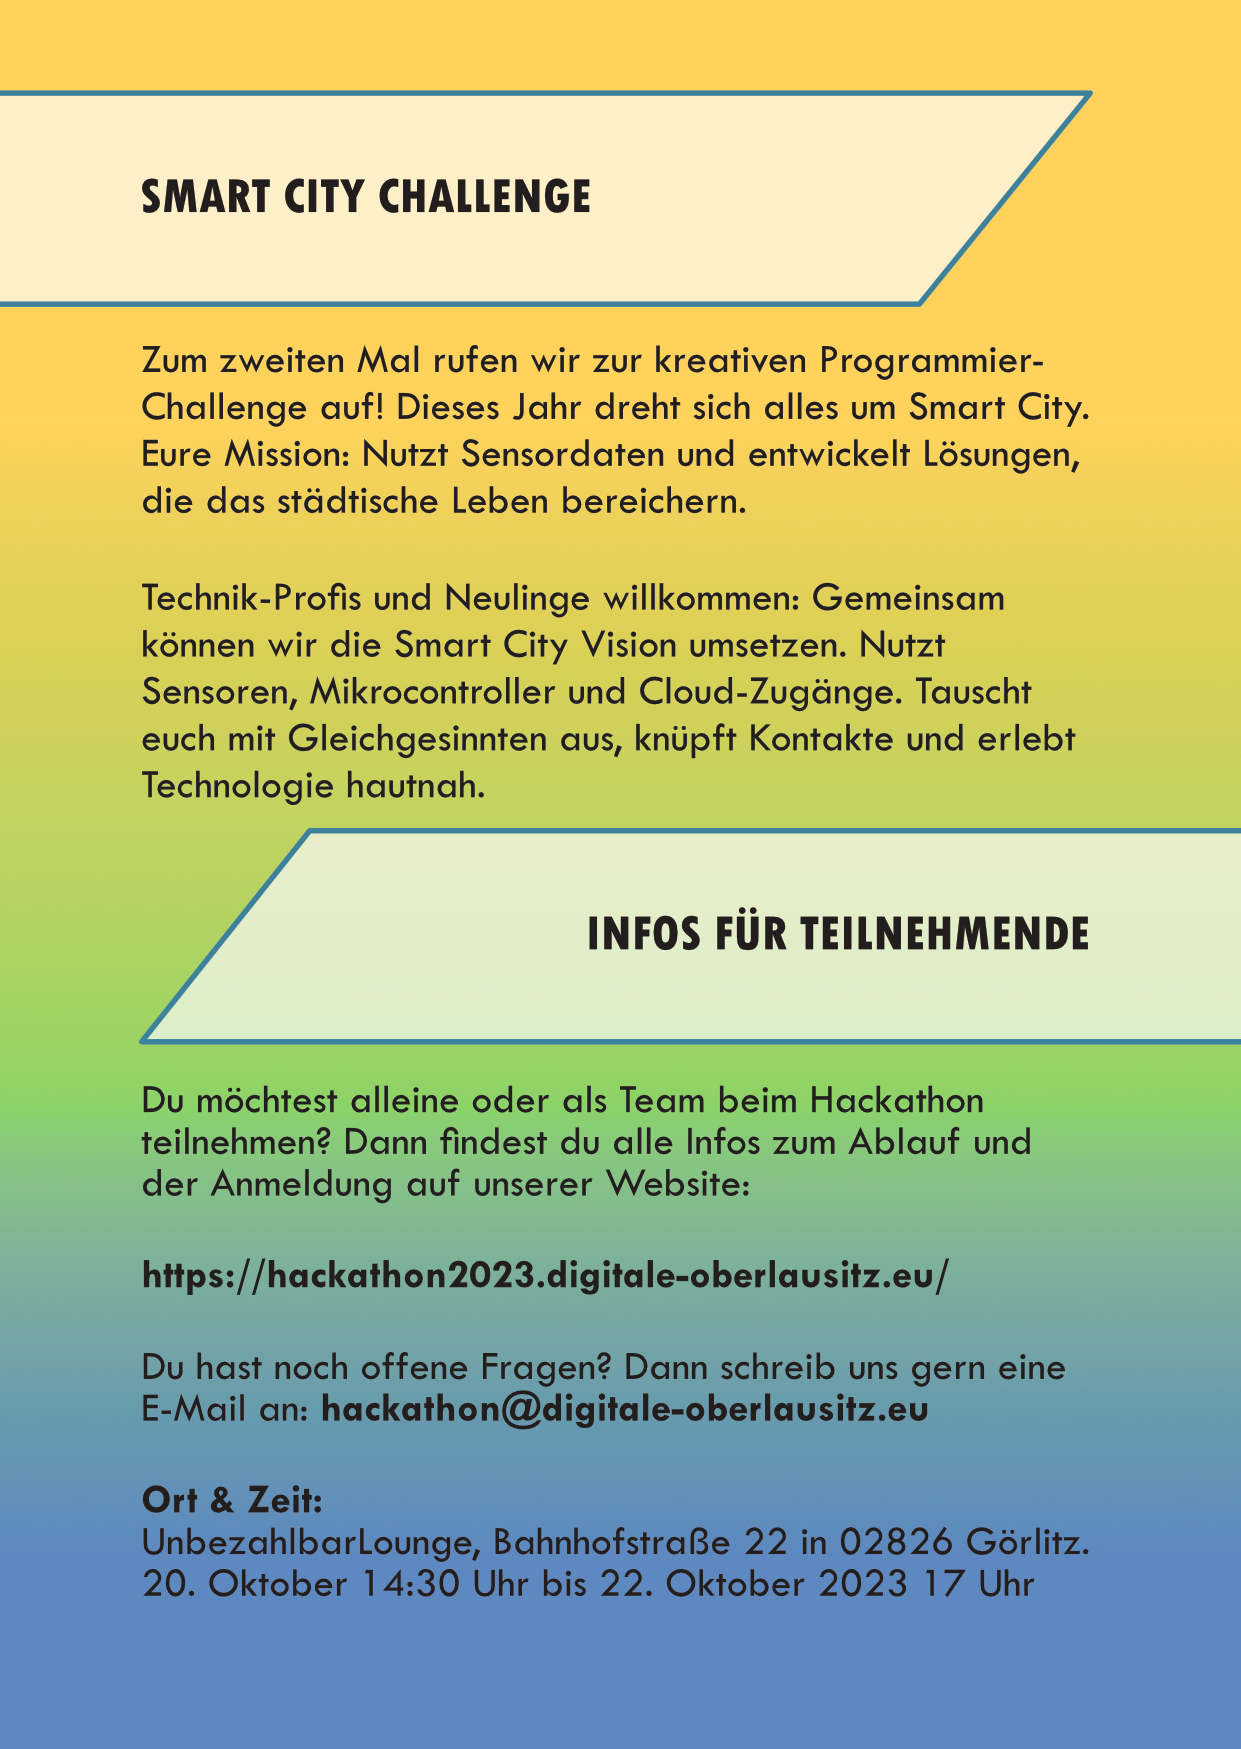 SMART CITY CHALLENGE
Zum zweiten Mal rufen wir zur kreativen Programmier-
Challenge auf! Dieses Jahr dreht sich alles um Smart City.
Eure Mission: Nutzt Sensordaten und entwickelt Lösungen,
die das städtische Leben bereichern.
Technik-Profis und Neulinge willkommen: Gemeinsam
können wir die Smart City Vision umsetzen. Nutzt
Sensoren, Mikrocontroller und Cloud-Zugänge. Tauscht
euch mit Gleichgesinnten aus, knüpft Kontakte und erlebt
Technologie hautnah.
INFOS FÜR TEILNEHMENDE
Du möchtest alleine oder als Team beim Hackathon
teilnehmen? Dann findest du alle Infos zum Ablauf und
der Anmeldung auf unserer Website:
https://hackathon2023.digitale-oberlausitz.eu/
Du hast noch offene Fragen? Dann schreib uns gern eine
E-Mail an: hackathon@digitale-oberlausitz.eu
Ort & Zeit:
UnbezahlbarLounge, Bahnhofstraße 22 in 02826 Görlitz.
20. Oktober 14:30 Uhr bis 22. Oktober 2023 17 Uhr